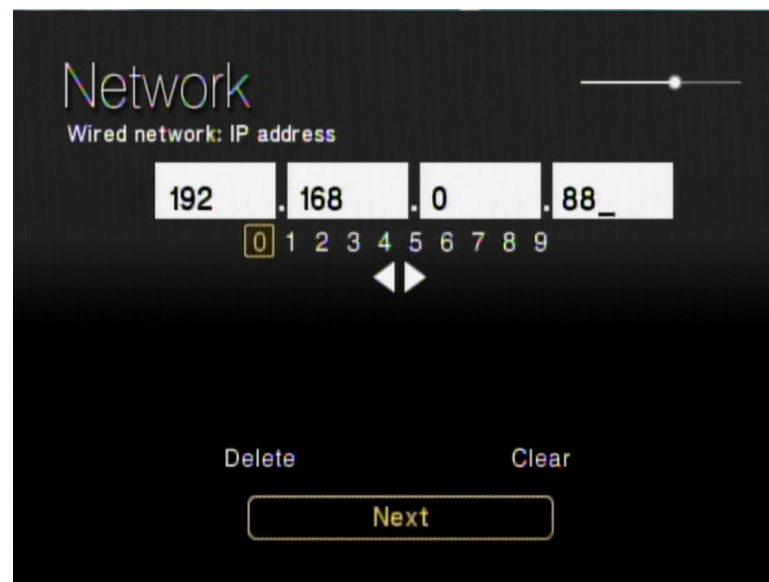 Network
Wired network: IP address
192 . 168 . 0 . 88_
0 1 2 3 4 5 6 7 8 9
Delete Clear
Next